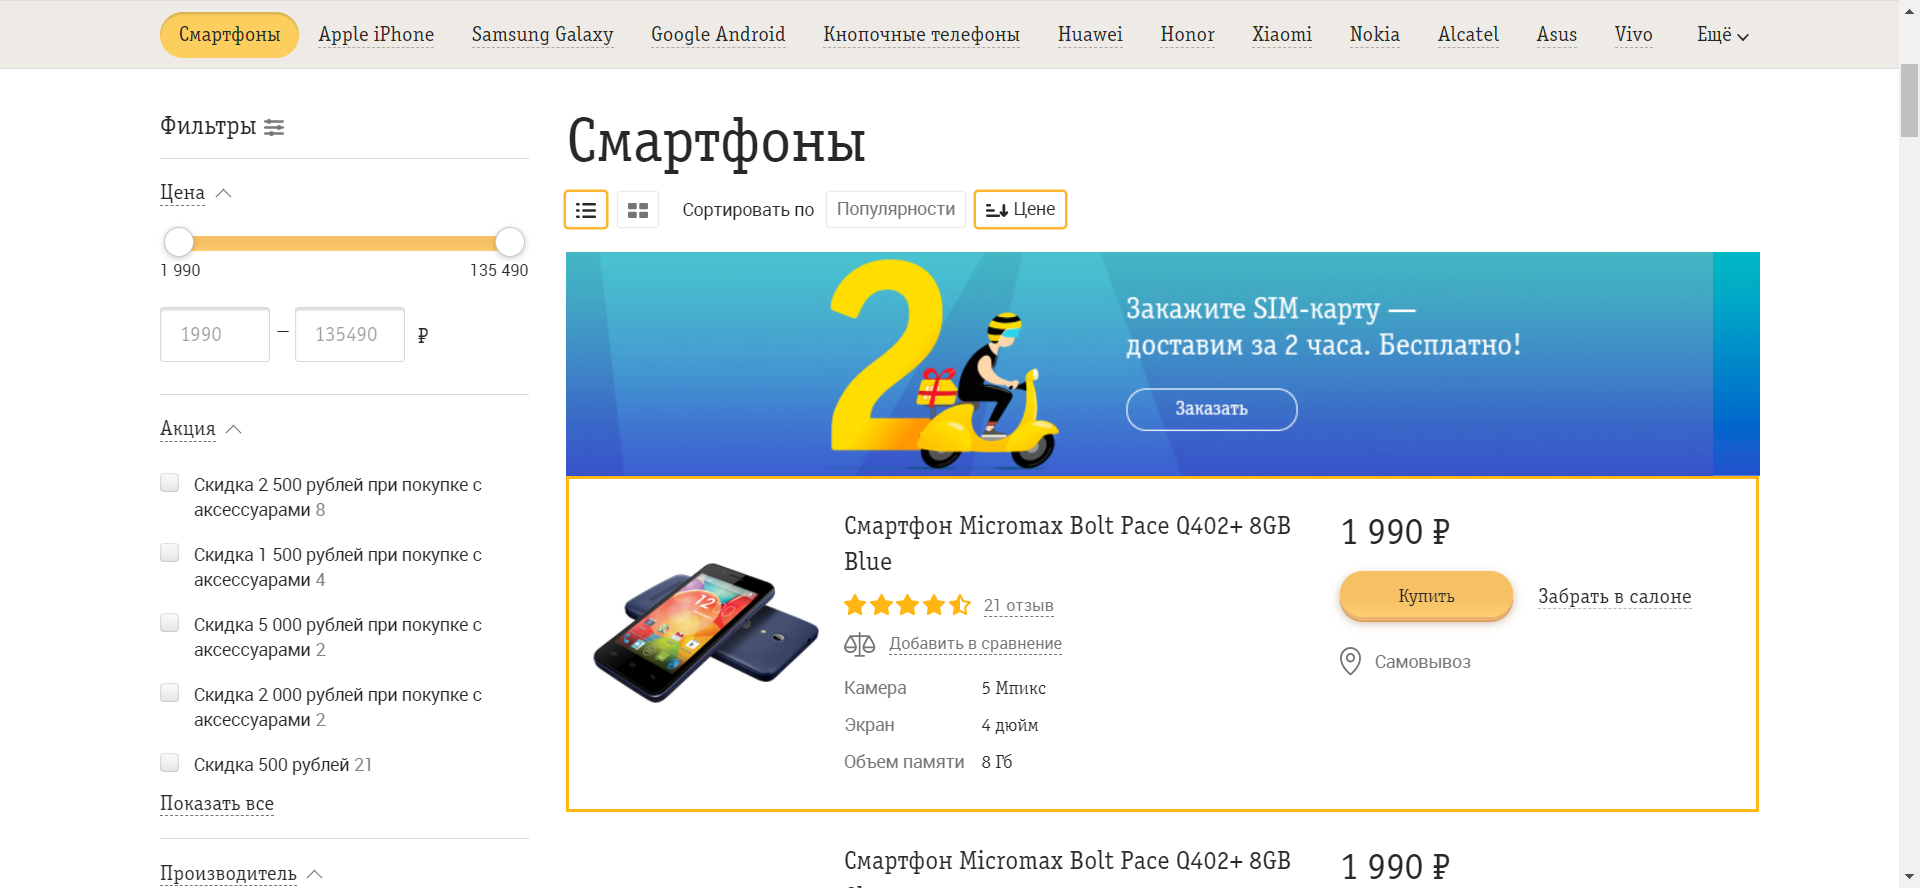 Смартфоны Apple iPhone Samsung Galaxy Google Android Кнопочные телефоны Huawei Honor Xiaomi Nokia Alcatel Asus Vivo Ещё
Фильтры
Цена
1 990 135 490
1990 – 135490 ₽
Акция
Скидка 2 500 рублей при покупке с
аксессуарами 8
Скидка 1 500 рублей при покупке с
аксессуарами 4
Скидка 5 000 рублей при покупке с
аксессуарами 2
Скидка 2 000 рублей при покупке с
аксессуарами 2
Скидка 500 рублей 21
Показать все
Производитель
Смартфоны
Сортировать по Популярности Цене
2
Закажите SIM-карту —
доставим за 2 часа. Бесплатно!
Заказать
Смартфон Micromax Bolt Pace Q402+ 8GB
Blue
21 отзыв
Добавить в сравнение
Камера 5 Мпикс
Экран 4 дюйм
Объем памяти 8 Гб
1 990 ₽
Купить Забрать в салоне
Самовывоз
Смартфон Micromax Bolt Pace Q402+ 8GB
1 990 ₽